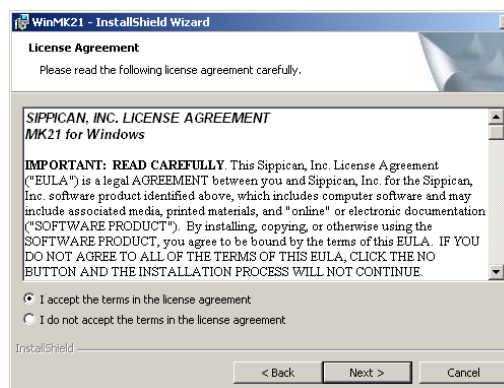 WinMK21 - InstallShield Wizard
License Agreement
Please read the following license agreement carefully.
SIPPICAN, INC. LICENSE AGREEMENT
MK21 for Windows
IMPORTANT: READ CAREFULLY. This Sippican, Inc. License Agreement
("EULA") is a legal AGREEMENT between you and Sippican, Inc. for the Sippican,
Inc. software product identified above, which includes computer software and may
include associated media, printed materials, and "online" or electronic documentation
("SOFTWARE PRODUCT"). By installing, copying, or otherwise using the
SOFTWARE PRODUCT, you agree to be bound by the terms of this EULA. IF YOU
DO NOT AGREE TO ALL OF THE TERMS OF THIS EULA, CLICK THE NO
BUTTON AND THE INSTALLATION PROCESS WILL NOT CONTINUE.
I accept the terms in the license agreement
I do not accept the terms in the license agreement
InstallShield
< Back Next > Cancel